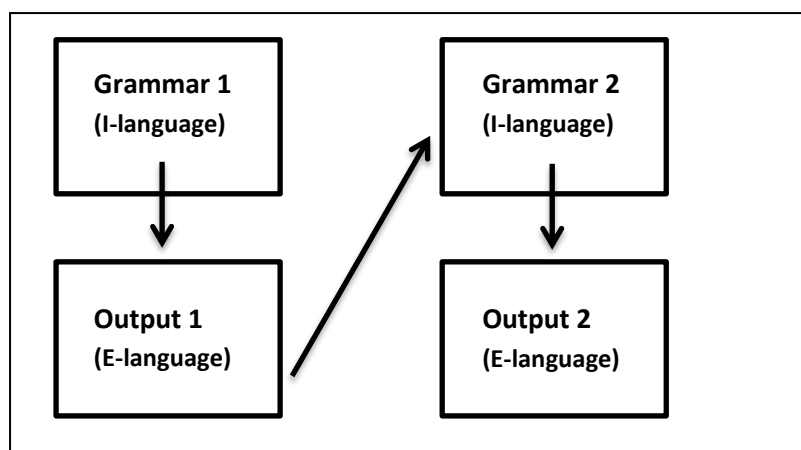 Grammar 1
(I-language)
Grammar 2
(I-language)
Output 1
(E-language)
Output 2
(E-language)